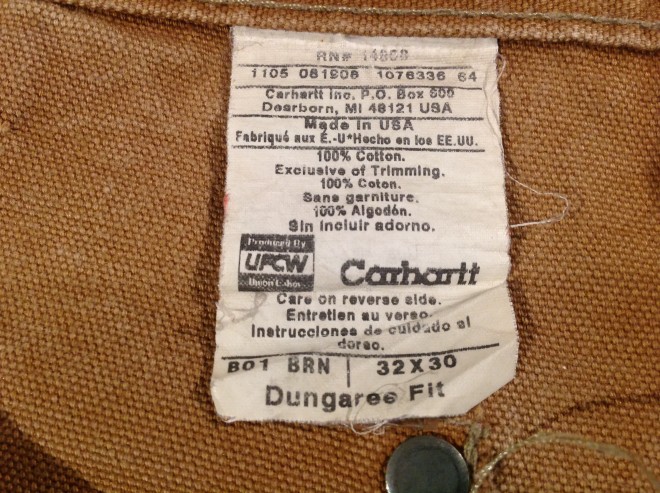 RN# 14806
1105 081908 1076336 64
Carhartt Inc. P.O. Box 600
Dearborn, MI 48121 USA
Made in USA
Fabriqué aux E.-U*Hecho en los EE.UU.
100% Cotton.
Exclusive of Trimming.
100% Coton.
Sans garniture.
100% Algodón.
Sin incluir adorno.
Produced By
UFCW
Union Labor
Carhartt
Care on reverse side.
Entretien au verso.
Instrucciones de cuidado al
dorso.
B01 BRN | 32 X 30
Dungaree Fit